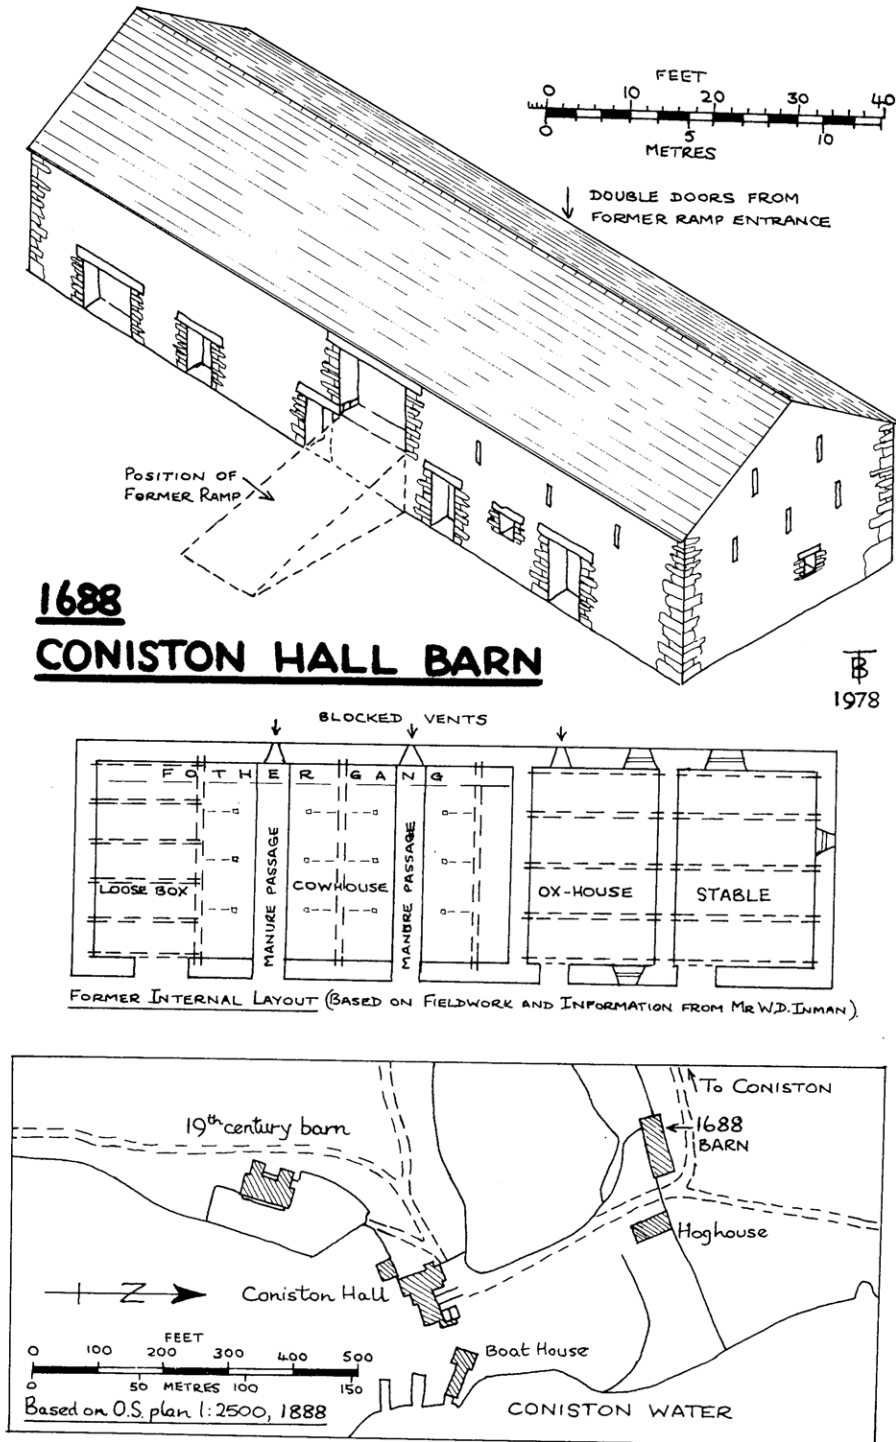 FEET
0 10 20 30 40
0 5 10
METRES
DOUBLE DOORS FROM
FORMER RAMP ENTRANCE
POSITION OF
FORMER RAMP
1688
CONISTON HALL BARN
TB
1978
BLOCKED VENTS
FOTHER GANG
LOOSE BOX
MANURE PASSAGE
COWHOUSE
MANURE PASSAGE
OX-HOUSE
STABLE
FORMER INTERNAL LAYOUT (BASED ON FIELDWORK AND INFORMATION FROM MR W.D. INMAN).
To CONISTON
19th century barn
1688
BARN
Hoghouse
N
Coniston Hall
Boat House
FEET
0 100 200 300 400 500
0 50 METRES 100 150
Based on O.S. plan 1:2500, 1888
CONISTON WATER